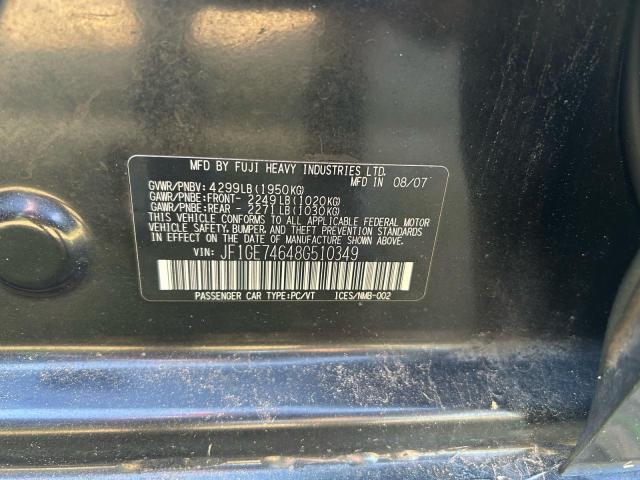 MFD BY FUJI HEAVY INDUSTRIES LTD.
MFD IN 08/07
GVWR/PNBV: 4299LB(1950KG)
GAWR/PNBE:FRONT- 2249LB(1020KG)
GAWR/PNBE:REAR - 2271LB(1030KG)
THIS VEHICLE CONFORMS TO ALL APPLICABLE FEDERAL MOTOR
VEHICLE SAFETY,BUMPER, AND THEFT PREVENTION STANDARDS
IN EFFECT ON THE DATE OF MANUFACTURE SHOWN ABOVE.
VIN: JF1GE74648G510349
PASSENGER CAR TYPE:PC/VT ICES/NMB-002